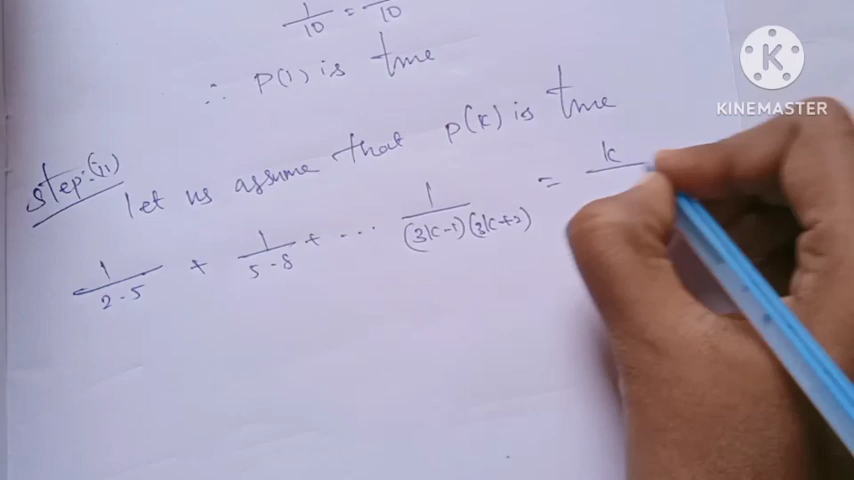 1/10 = /10
∴ P(1) is true
Step:(ii)
let us assume that P(k) is true
1/2.5 + 1/5.8 + ... 1/(3k-1)(3k+2) = k
K
KINEMASTER